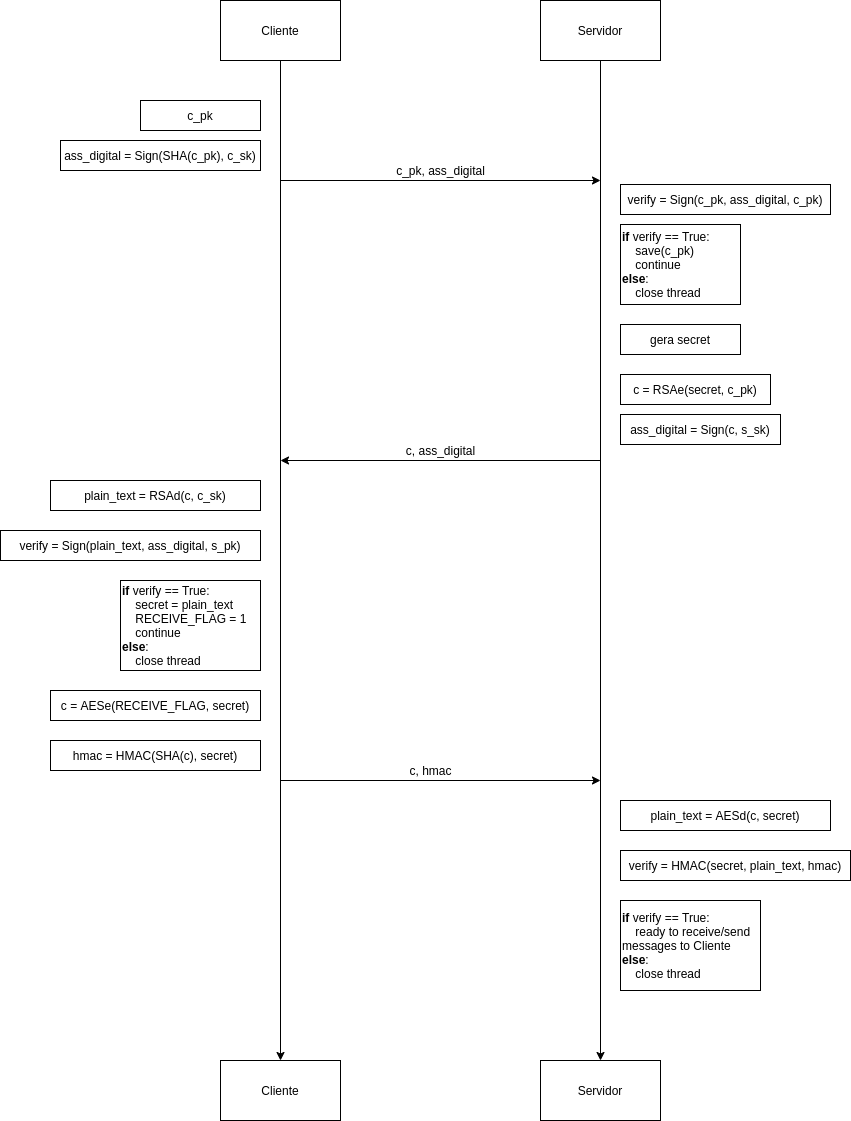 Cliente
Servidor
c_pk
ass_digital = Sign(SHA(c_pk), c_sk)
c_pk, ass_digital
verify = Sign(c_pk, ass_digital, c_pk)
if verify == True:
save(c_pk)
continue
else:
close thread
gera secret
c = RSAe(secret, c_pk)
ass_digital = Sign(c, s_sk)
c, ass_digital
plain_text = RSAd(c, c_sk)
verify = Sign(plain_text, ass_digital, s_pk)
if verify == True:
secret = plain_text
RECEIVE_FLAG = 1
continue
else:
close thread
c = AESe(RECEIVE_FLAG, secret)
hmac = HMAC(SHA(c), secret)
c, hmac
plain_text = AESd(c, secret)
verify = HMAC(secret, plain_text, hmac)
if verify == True:
ready to receive/send
messages to Cliente
else:
close thread
Cliente
Servidor